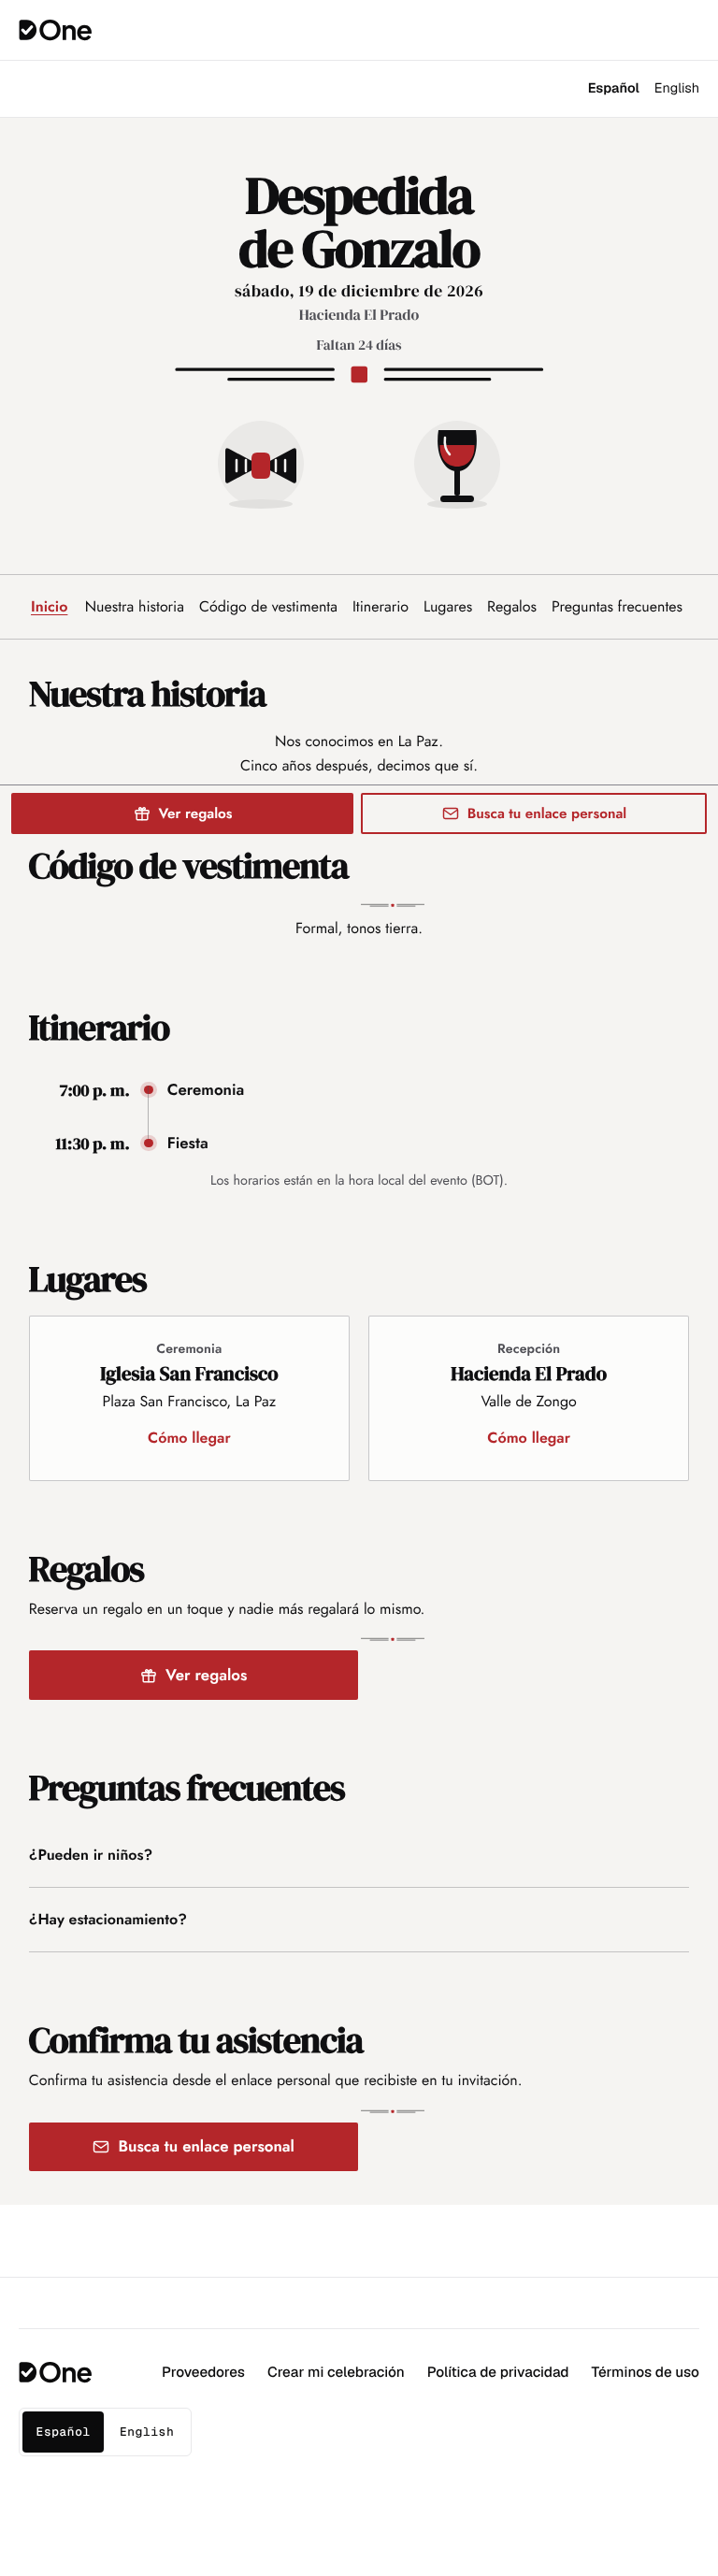 One
Español English
Despedida
de Gonzalo
sábado, 19 de diciembre de 2026
Hacienda El Prado
Faltan 24 días
Inicio Nuestra historia Código de vestimenta Itinerario Lugares Regalos Preguntas frecuentes
Nuestra historia
Nos conocimos en La Paz.
Cinco años después, decimos que sí.
Ver regalos Busca tu enlace personal
Código de vestimenta
Formal, tonos tierra.
Itinerario
7:00 p. m. Ceremonia
11:30 p. m. Fiesta
Los horarios están en la hora local del evento (BOT).
Lugares
Ceremonia
Iglesia San Francisco
Plaza San Francisco, La Paz
Cómo llegar
Recepción
Hacienda El Prado
Valle de Zongo
Cómo llegar
Regalos
Reserva un regalo en un toque y nadie más regalará lo mismo.
Ver regalos
Preguntas frecuentes
¿Pueden ir niños?
¿Hay estacionamiento?
Confirma tu asistencia
Confirma tu asistencia desde el enlace personal que recibiste en tu invitación.
Busca tu enlace personal
One Proveedores Crear mi celebración Política de privacidad Términos de uso
Español English